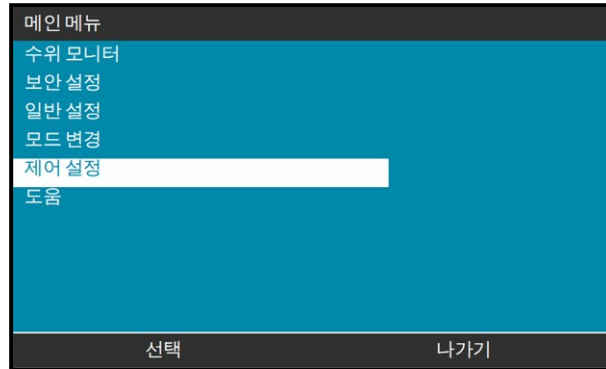 메인 메뉴
수위 모니터
보안 설정
일반 설정
모드 변경
제어 설정
도움
선택 나가기